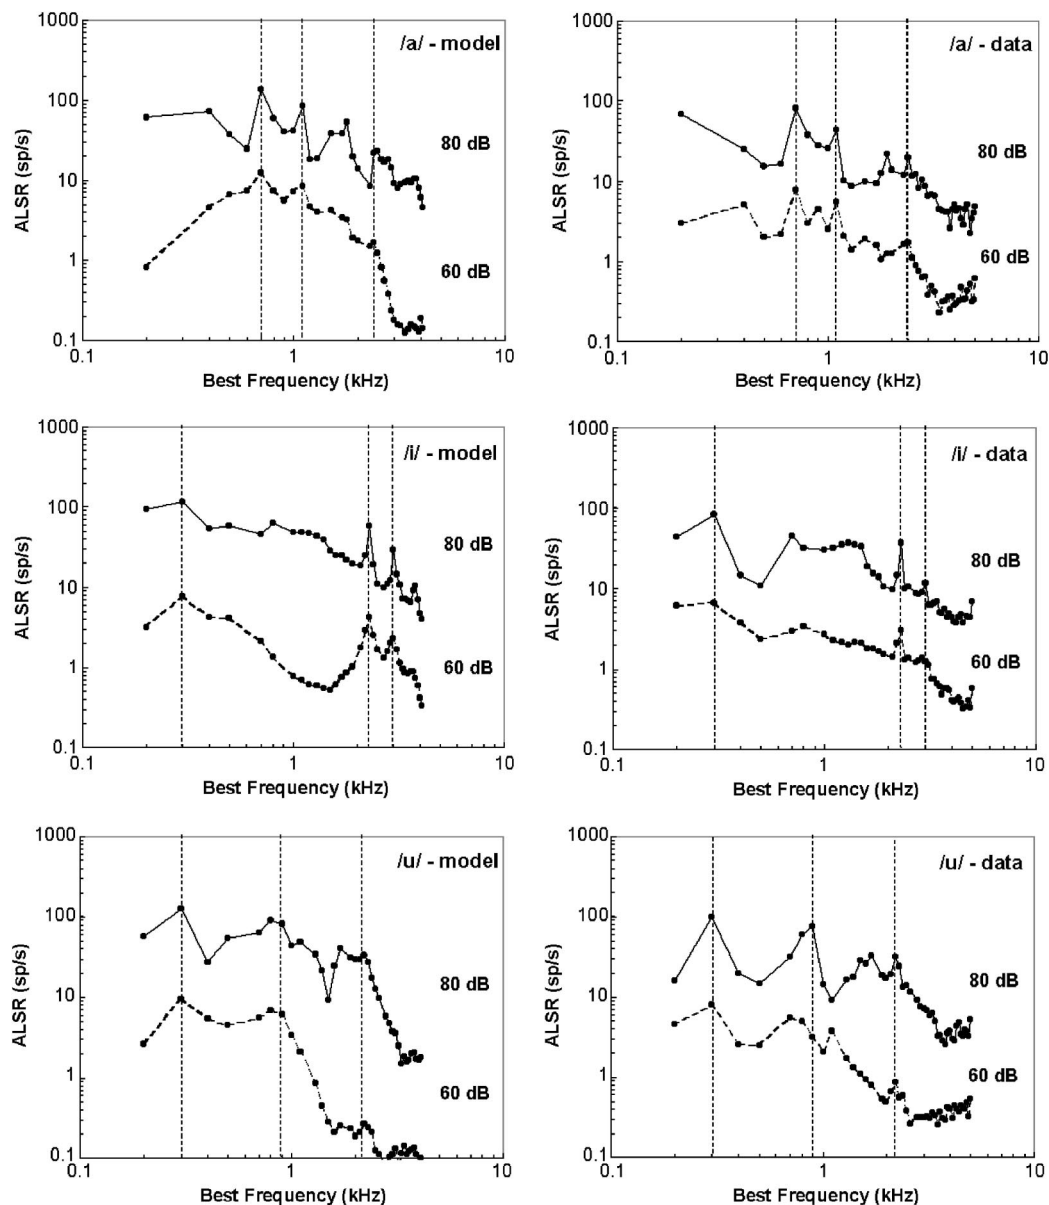 1000
/a/ - model
100
80 dB
ALSR (sp/s)
10
1
60 dB
0.1
0.1
1
10
Best Frequency (kHz)
1000
/a/ - data
100
80 dB
ALSR (sp/s)
10
1
60 dB
0.1
0.1
1
10
Best Frequency (kHz)
1000
/i/ - model
100
80 dB
ALSR (sp/s)
10
1
60 dB
0.1
0.1
1
10
Best Frequency (kHz)
1000
/i/ - data
100
80 dB
ALSR (sp/s)
10
1
60 dB
0.1
0.1
1
10
Best Frequency (kHz)
1000
/u/ - model
100
80 dB
ALSR (sp/s)
10
1
60 dB
0.1
0.1
1
10
Best Frequency (kHz)
1000
/u/ - data
100
80 dB
ALSR (sp/s)
10
1
60 dB
0.1
0.1
1
10
Best Frequency (kHz)